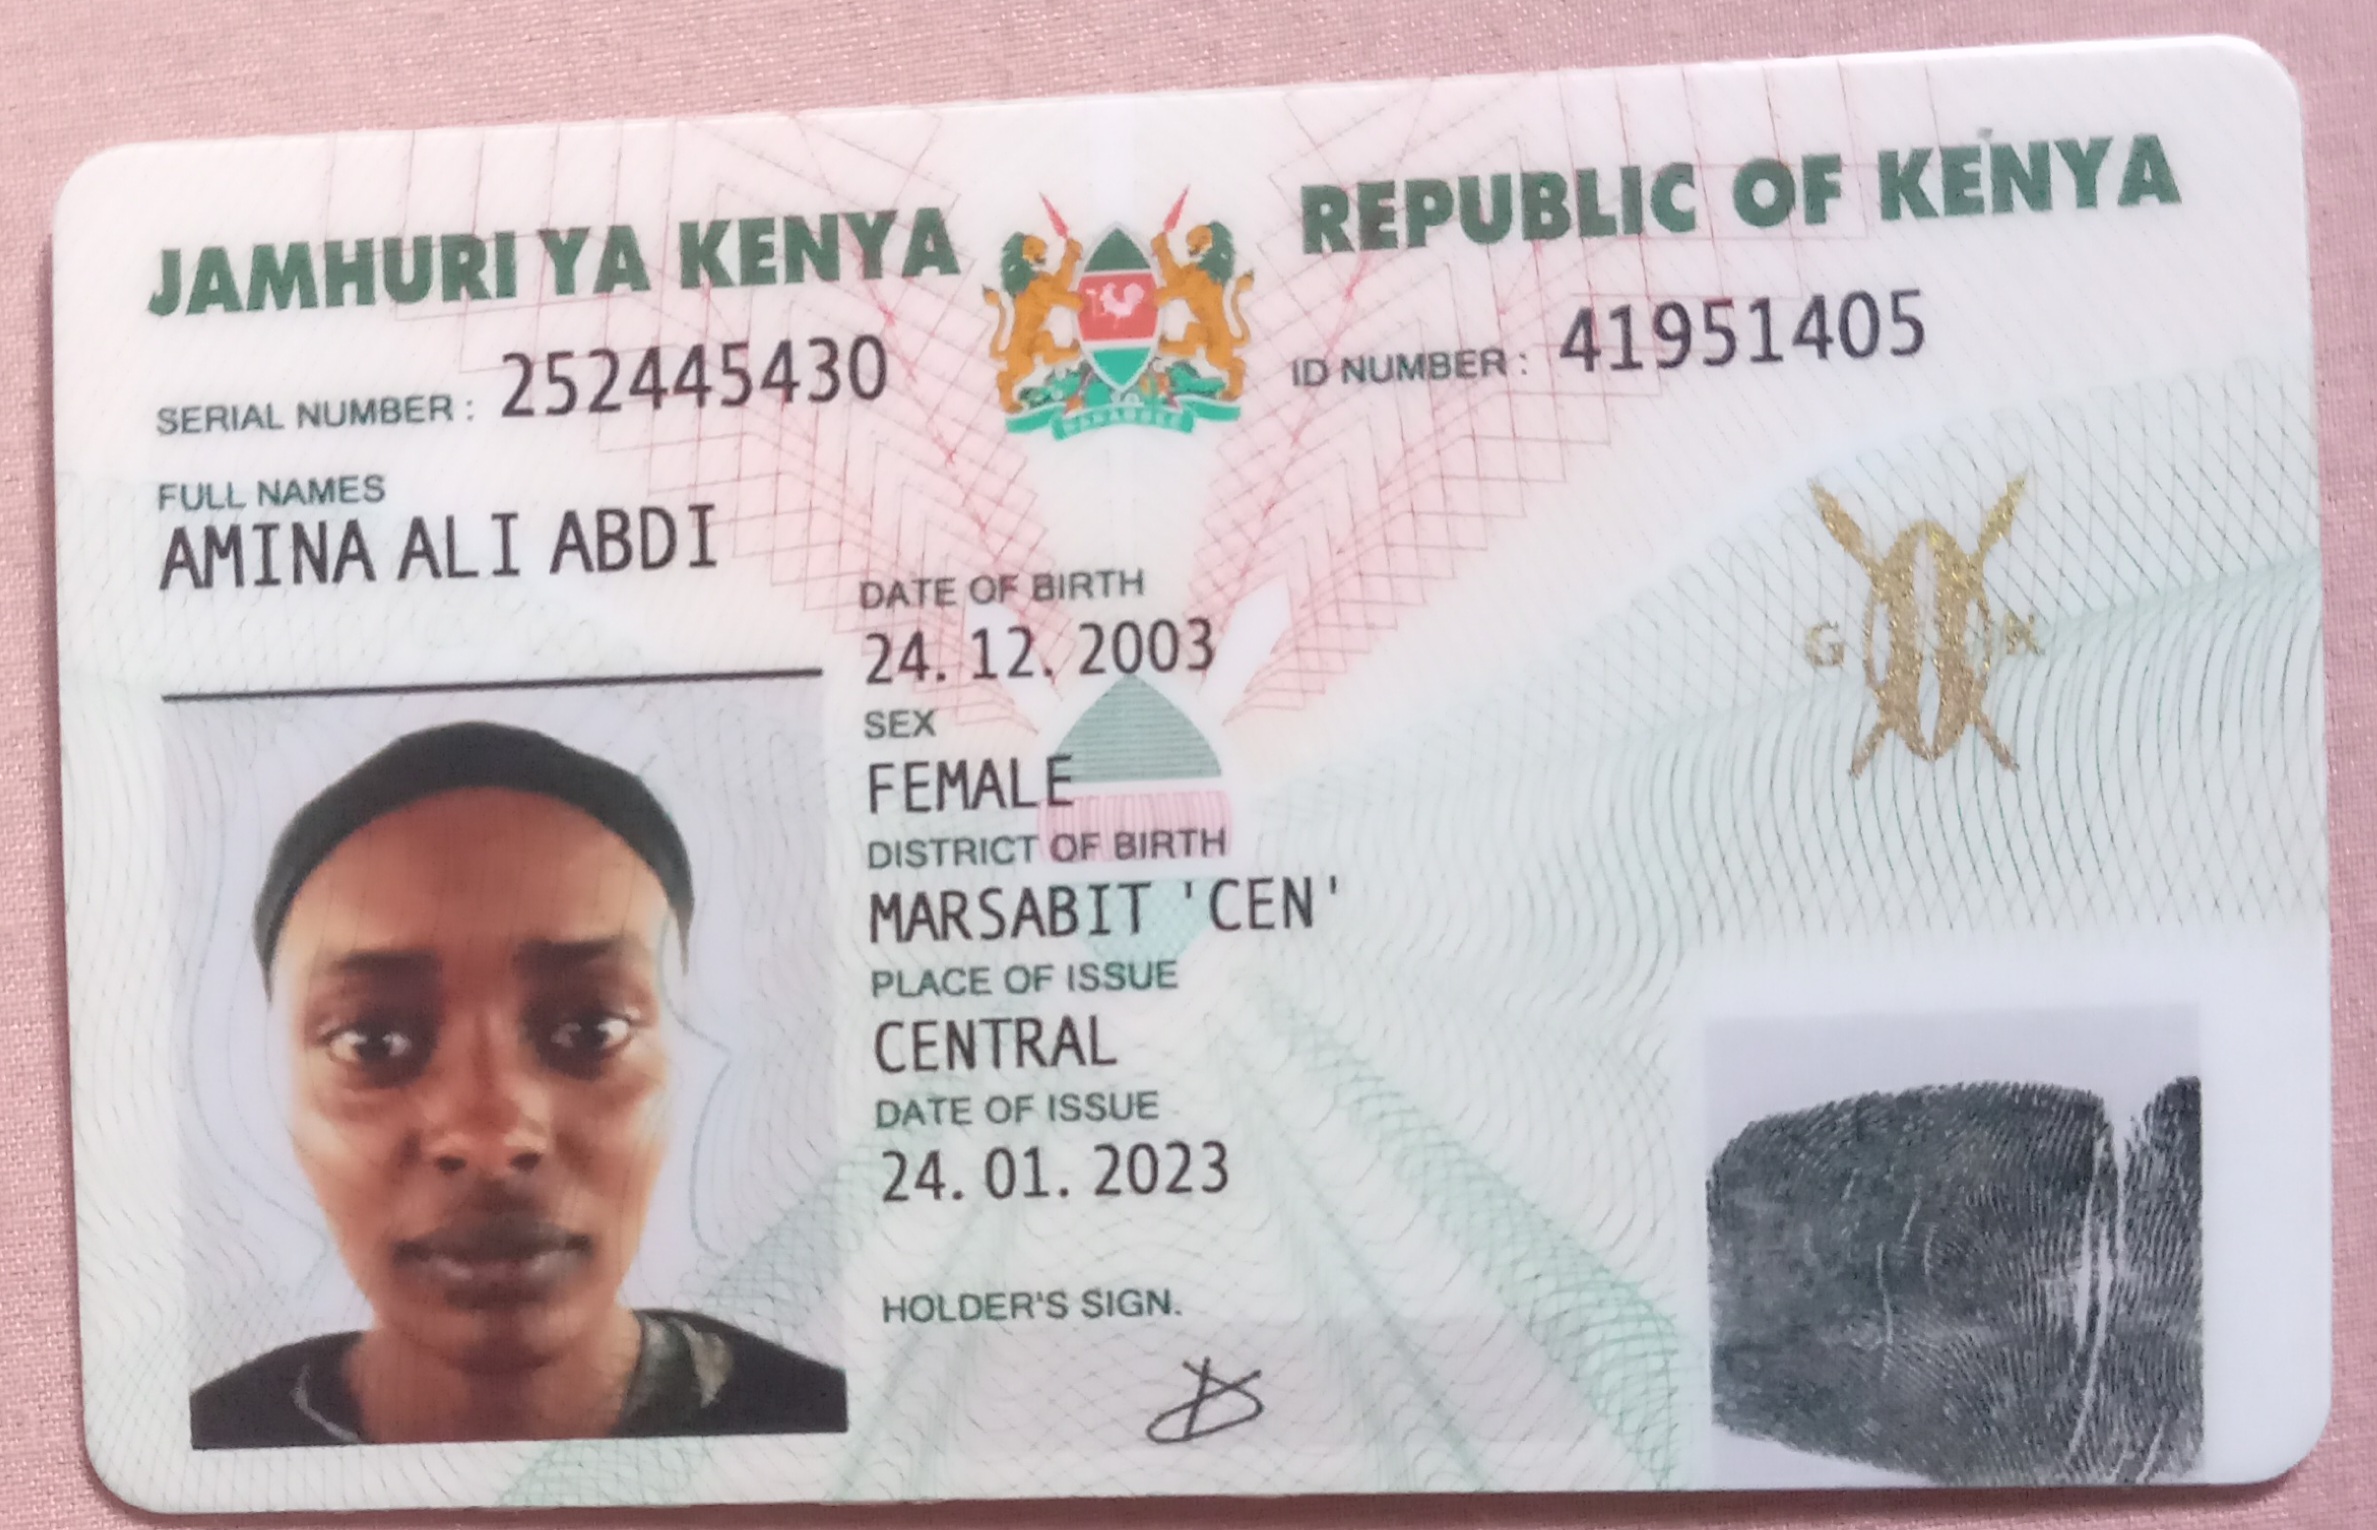 JAMHURI YA KENYA
REPUBLIC OF KENYA
SERIAL NUMBER : 252445430
ID NUMBER : 41951405
FULL NAMES
AMINA ALI ABDI
DATE OF BIRTH
24. 12. 2003
SEX
FEMALE
DISTRICT OF BIRTH
MARSABIT 'CEN'
PLACE OF ISSUE
CENTRAL
DATE OF ISSUE
24. 01. 2023
HOLDER'S SIGN.
G K
HARAMBEE